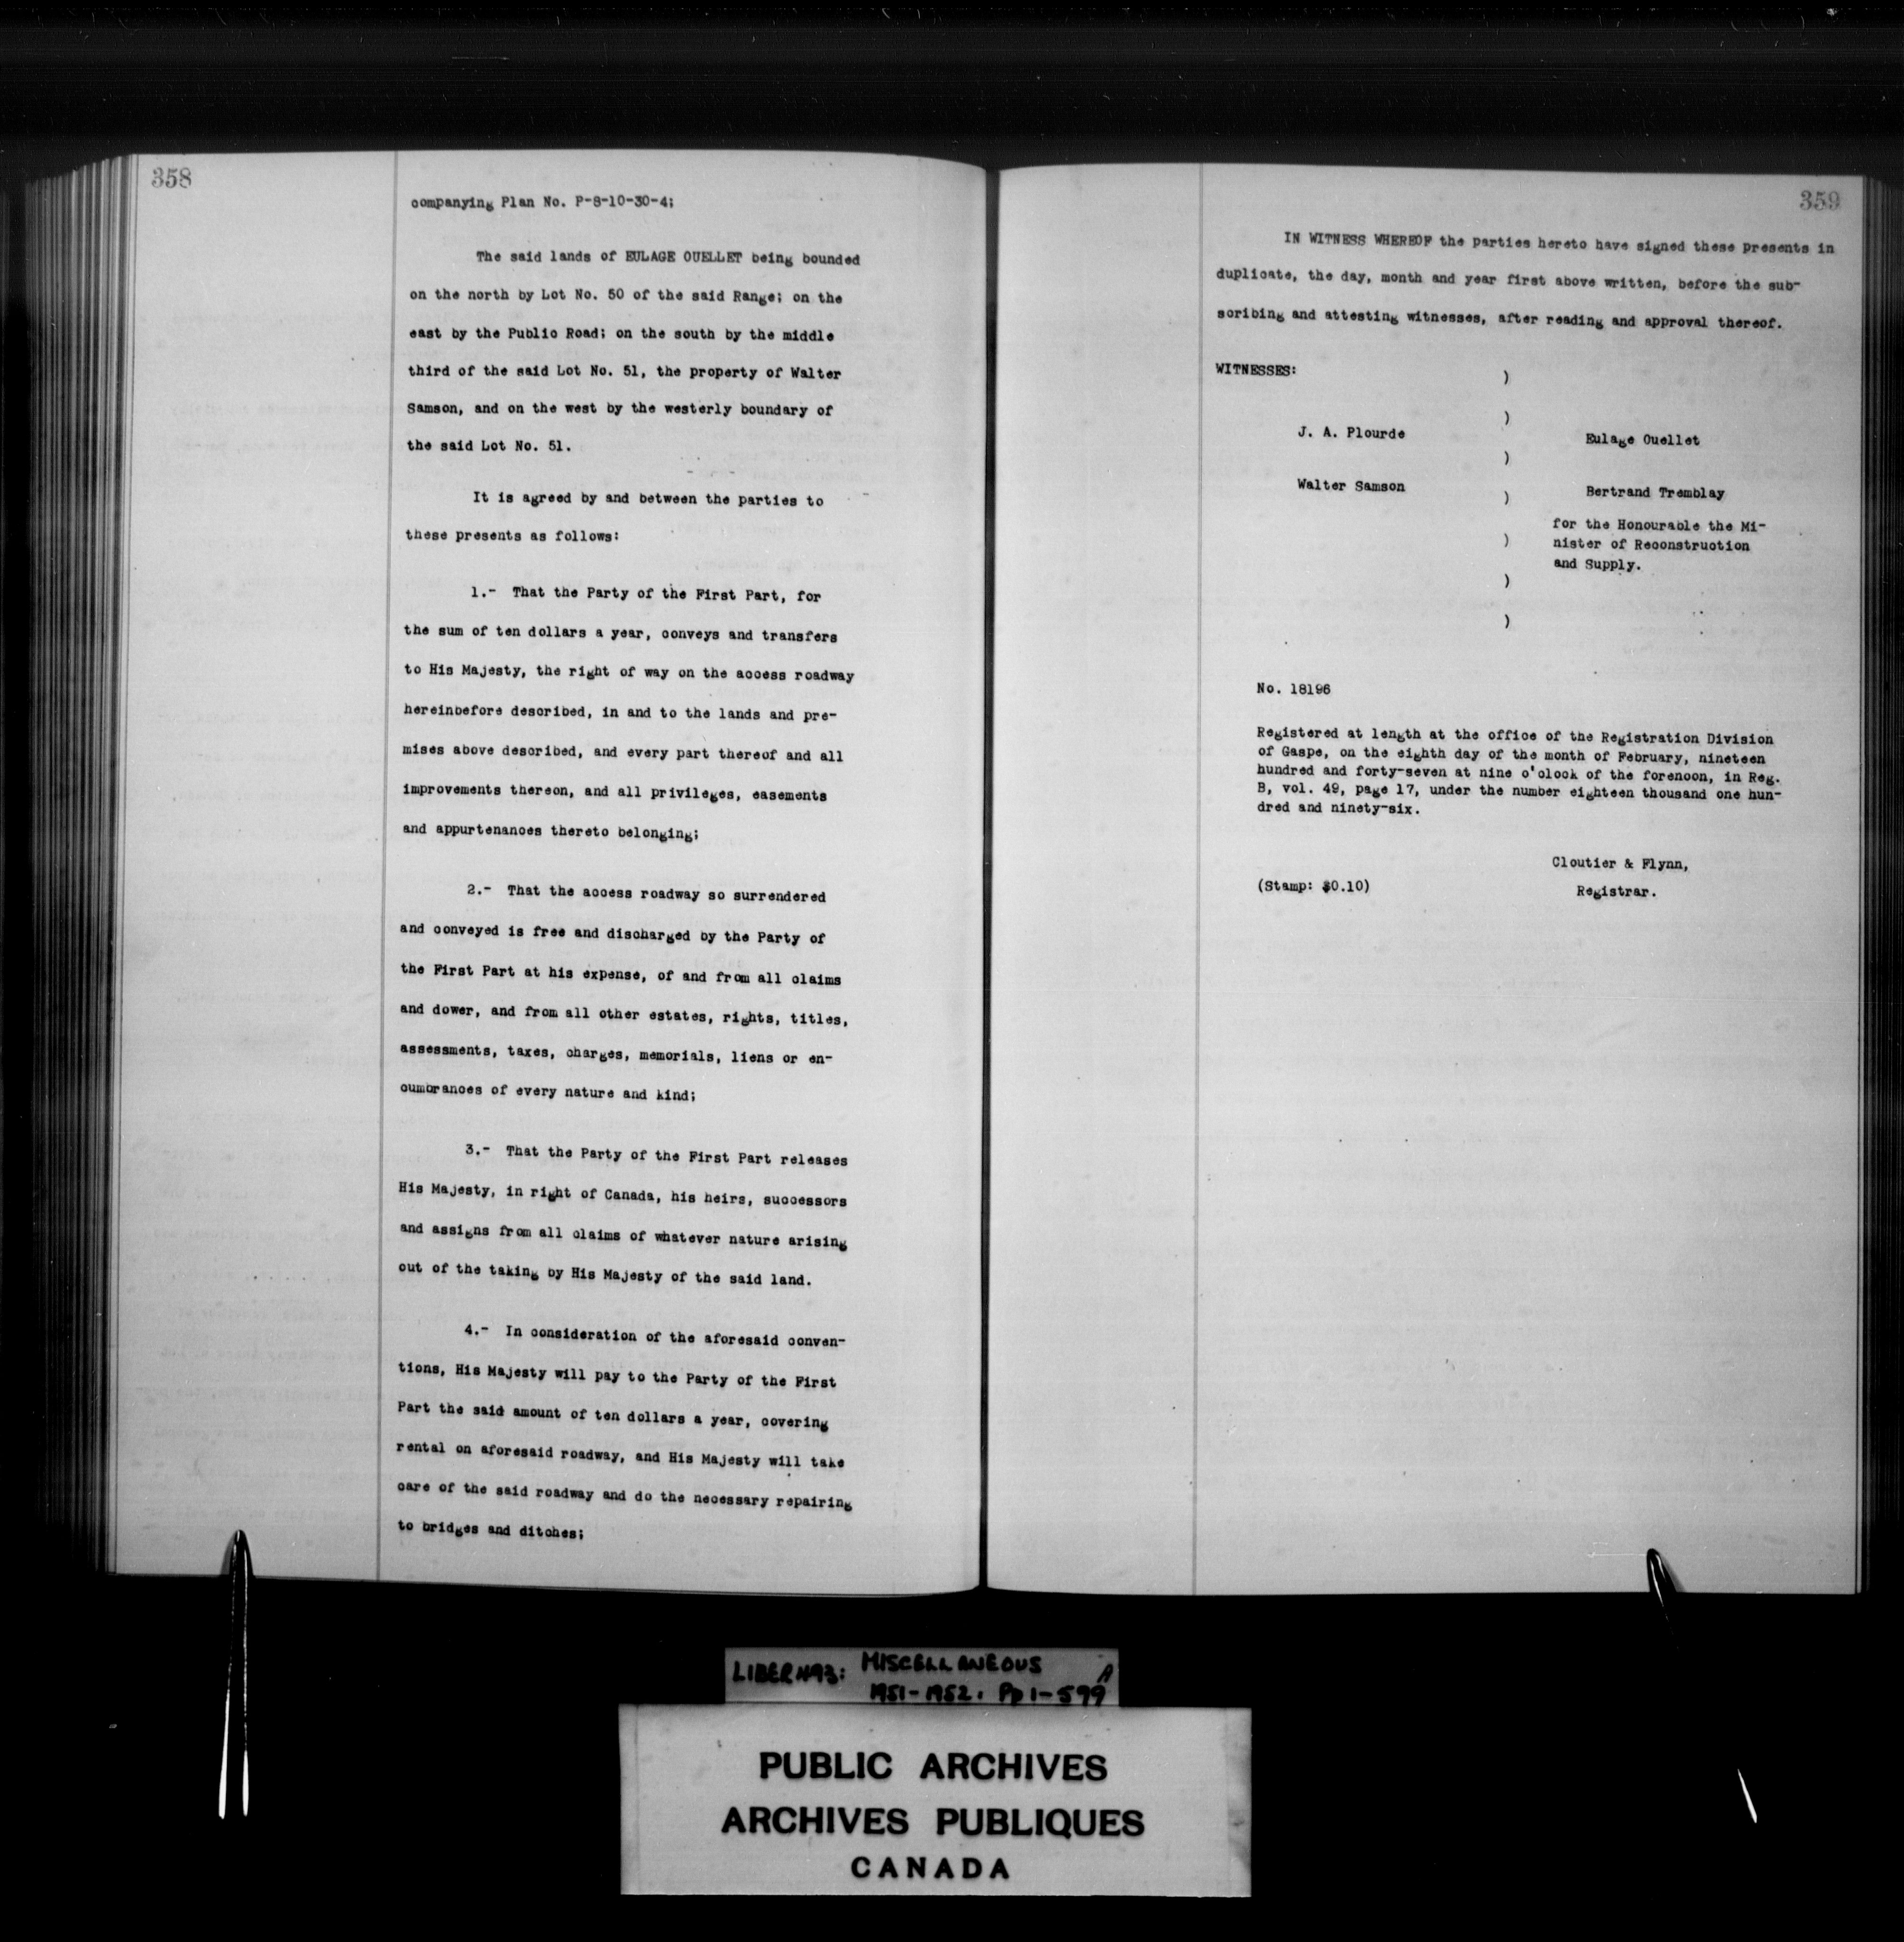 358
companying Plan No. P-8-10-30-4;
The said lands of EULAGE OUELLET being bounded
on the north by Lot No. 50 of the said Range; on the
east by the Public Road; on the south by the middle
third of the said Lot No. 51, the property of Walter
Samson, and on the west by the westerly boundary of
the said Lot No. 51.
It is agreed by and between the parties to
these presents as follows:
1.- That the Party of the First Part, for
the sum of ten dollars a year, conveys and transfers
to His Majesty, the right of way on the access roadway
hereinbefore described, in and to the lands and pre-
mises above described, and every part thereof and all
improvements thereon, and all privileges, easements
and appurtenances thereto belonging;
2.- That the access roadway so surrendered
and conveyed is free and discharged by the Party of
the First Part at his expense, of and from all claims
and dower, and from all other estates, rights, titles,
assessments, taxes, charges, memorials, liens or en-
cumbrances of every nature and kind;
3.- That the Party of the First Part releases
His Majesty, in right of Canada, his heirs, successors
and assigns from all claims of whatever nature arising
out of the taking by His Majesty of the said land.
4.- In consideration of the aforesaid conven-
tions, His Majesty will pay to the Party of the First
Part the said amount of ten dollars a year, covering
rental on aforesaid roadway, and His Majesty will take
care of the said roadway and do the necessary repairing
to bridges and ditches;
359
IN WITNESS WHEREOF the parties hereto have signed these presents in
duplicate, the day, month and year first above written, before the sub-
scribing and attesting witnesses, after reading and approval thereof.
WITNESSES:
)
)
J. A. Plourde Eulage Ouellet
)
Walter Samson ) Bertrand Tremblay
for the Honourable the Mi-
) nister of Reconstruction
and Supply.
)
)
No. 18196
Registered at length at the office of the Registration Division
of Gaspe, on the eighth day of the month of February, nineteen
hundred and forty-seven at nine o'clock of the forenoon, in Reg.
B, vol. 49, page 17, under the number eighteen thousand one hun-
dred and ninety-six.
Cloutier & Flynn,
(Stamp: $0.10) Registrar.
LIBER 493: MISCELLANEOUS A
1951-1952. Pp 1-599
PUBLIC ARCHIVES
ARCHIVES PUBLIQUES
CANADA